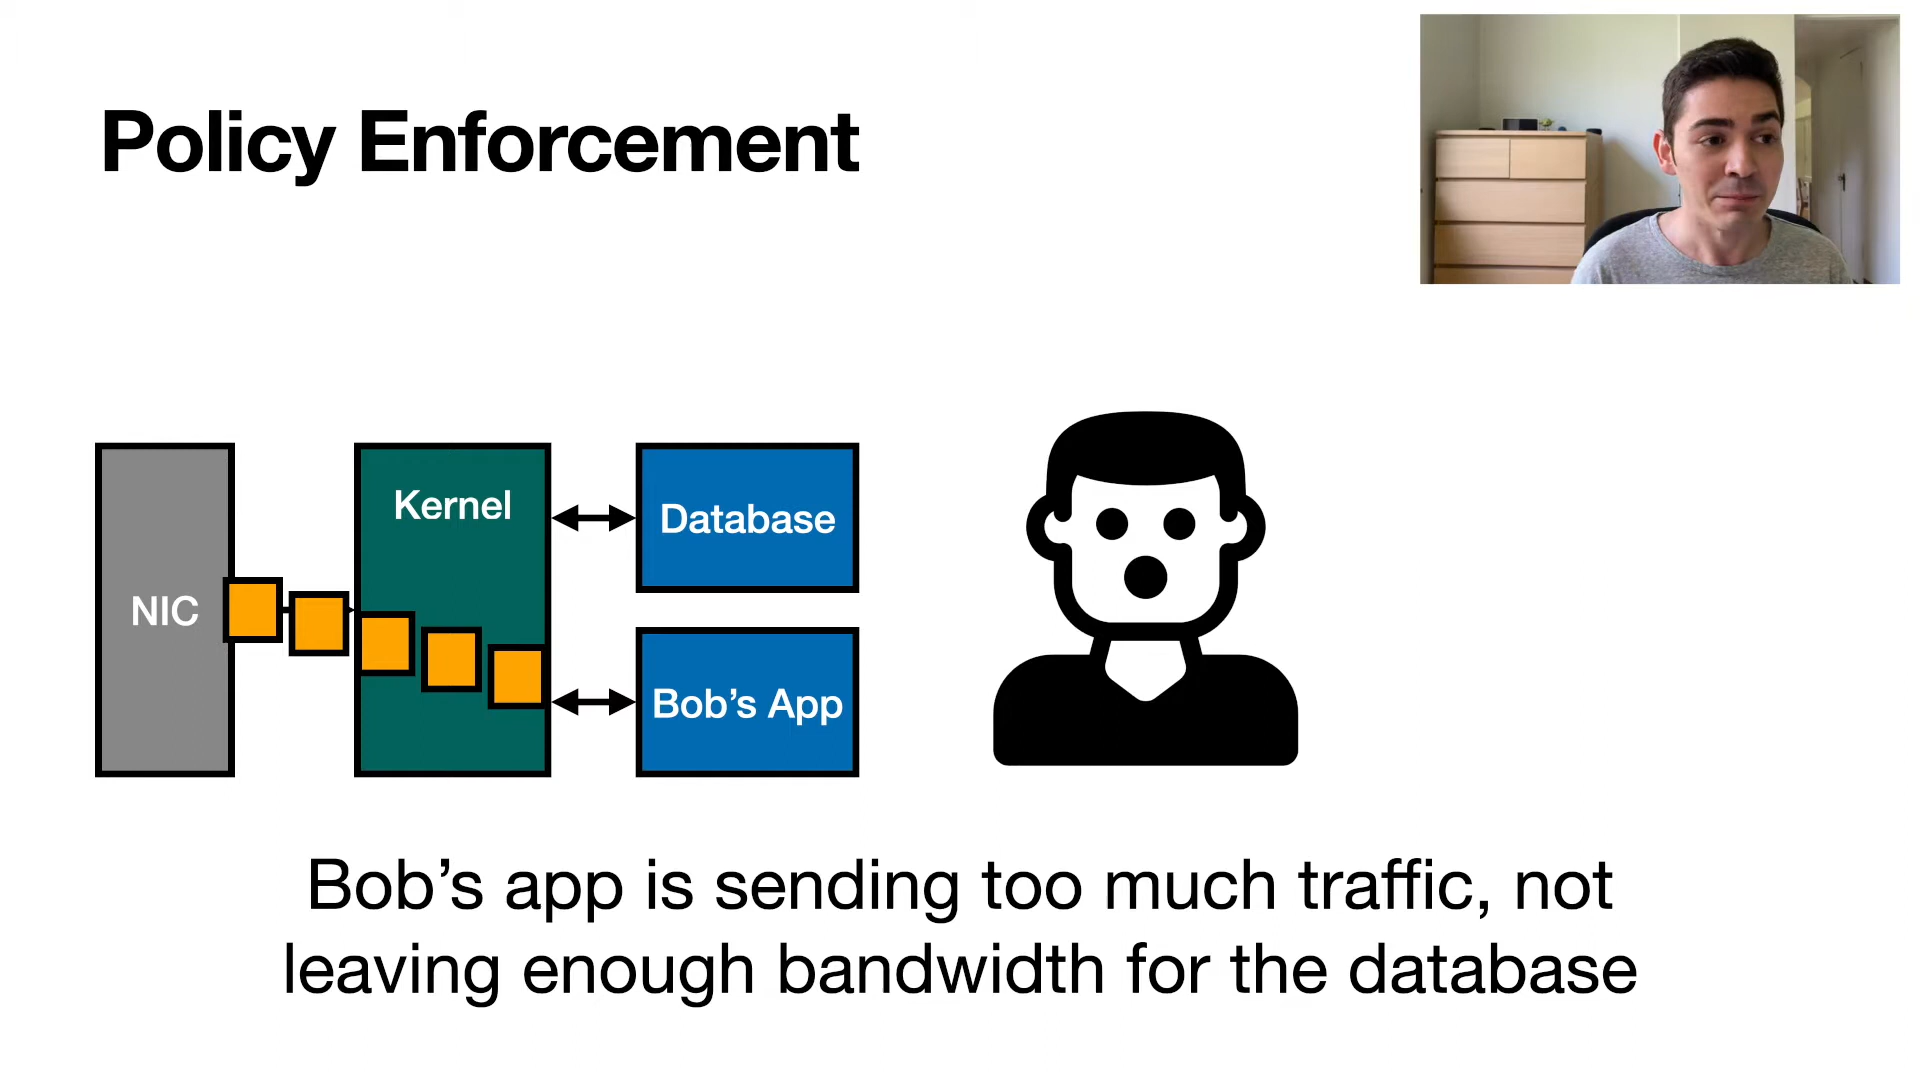 Policy Enforcement
Kernel
Database
NIC
Bob’s App
Bob’s app is sending too much traffic, not
leaving enough bandwidth for the database